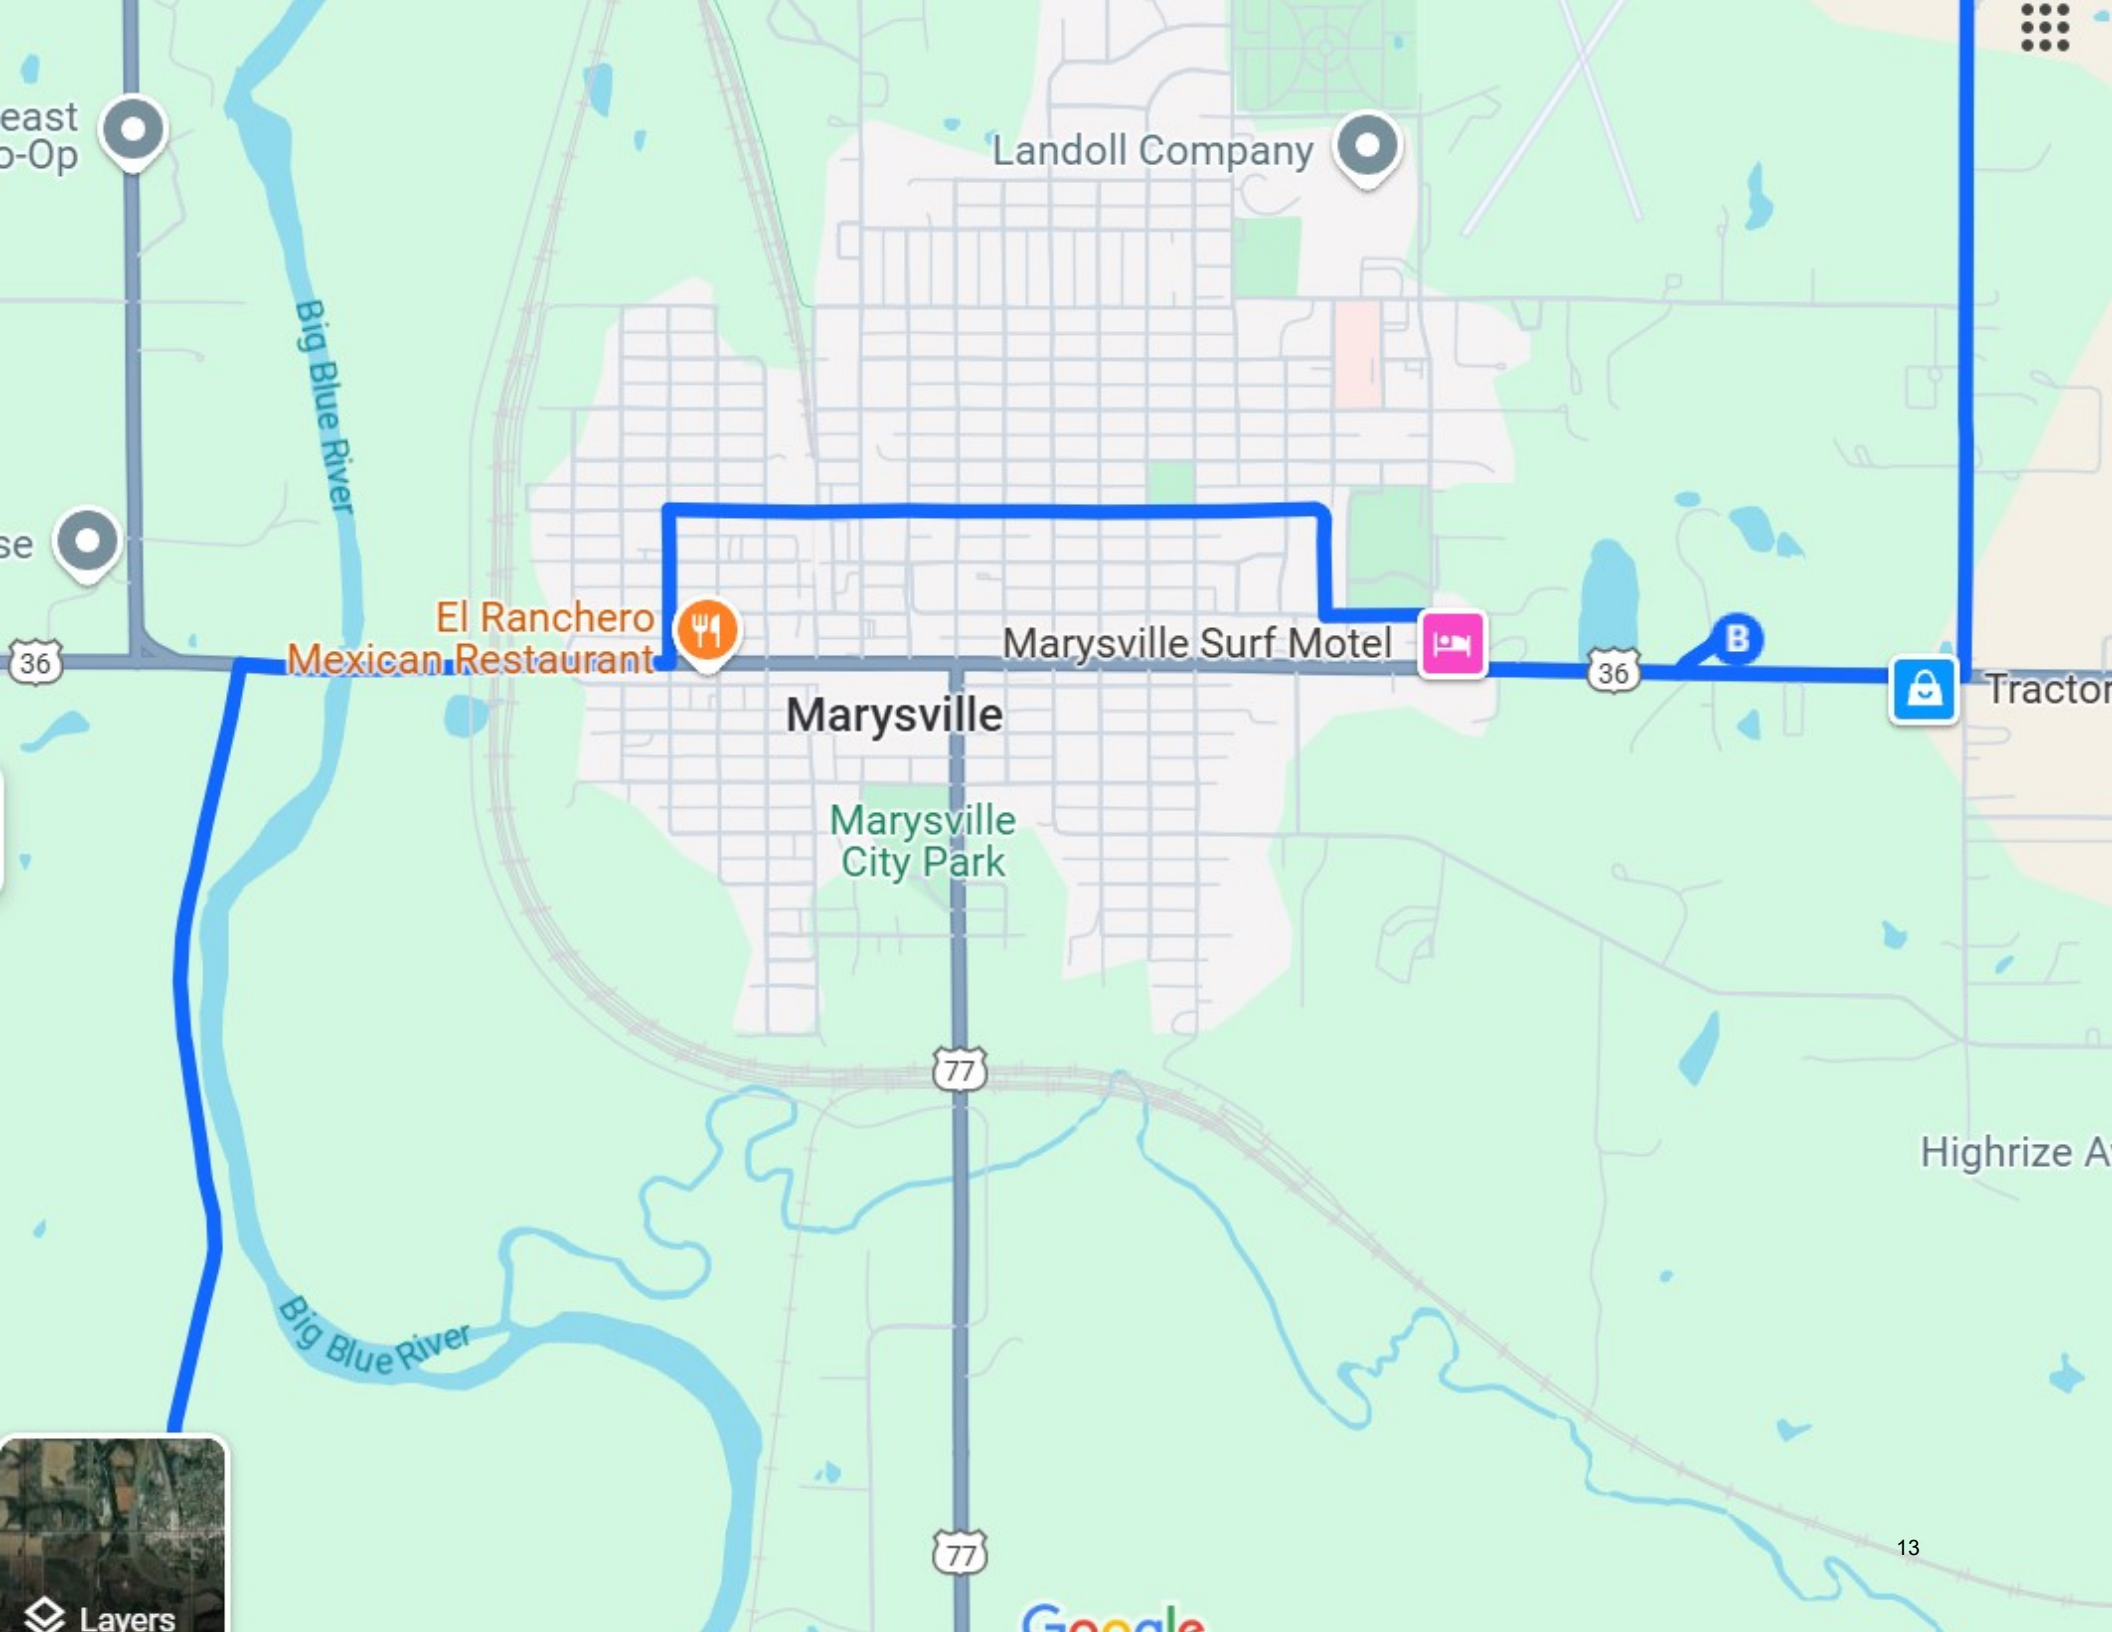 east
o-Op
Landoll Company
Big Blue River
se
El Ranchero
Mexican Restaurant
36
Marysville Surf Motel
B
36
Tractor
Marysville
Marysville
City Park
77
Highrize A
Big Blue River
77
13
Layers
Google